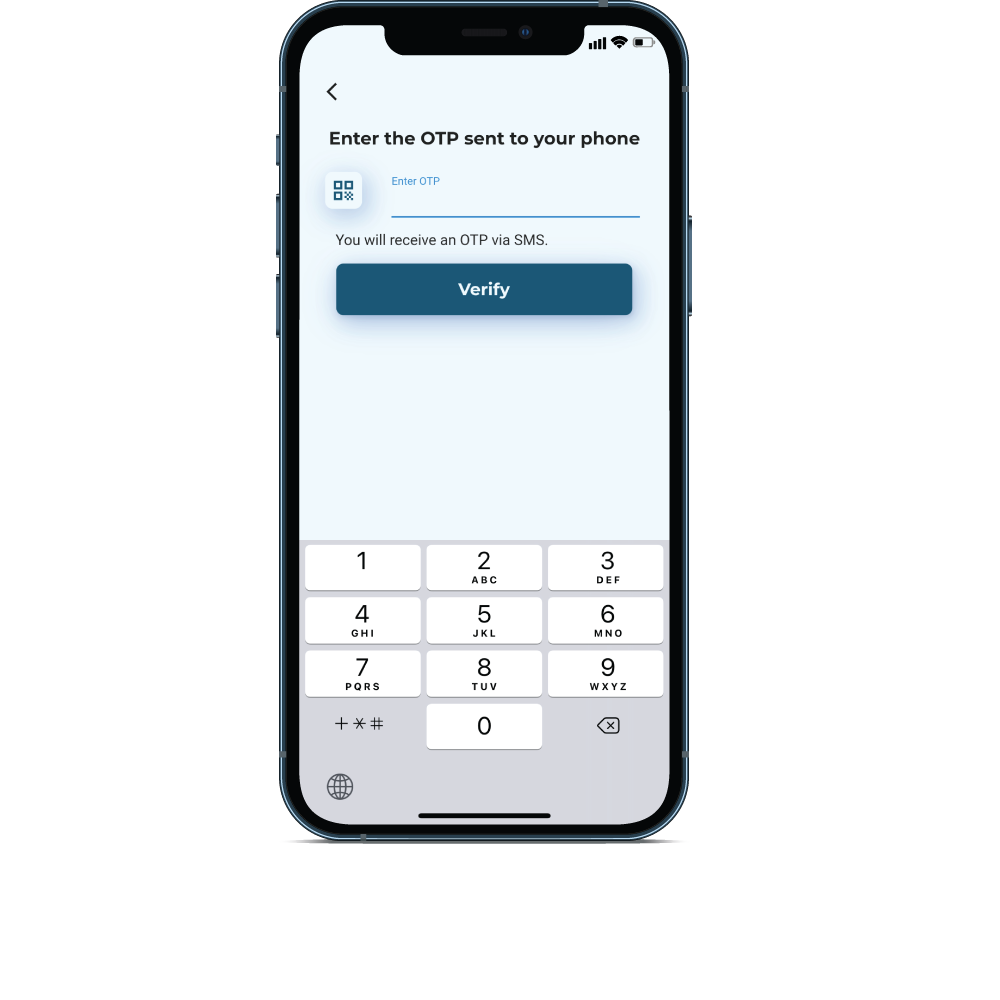 Enter the OTP sent to your phone
Enter OTP
You will receive an OTP via SMS.
Verify
1 2 3
ABC DEF
4 5 6
GHI JKL MNO
7 8 9
PQRS TUV WXYZ
+*# 0